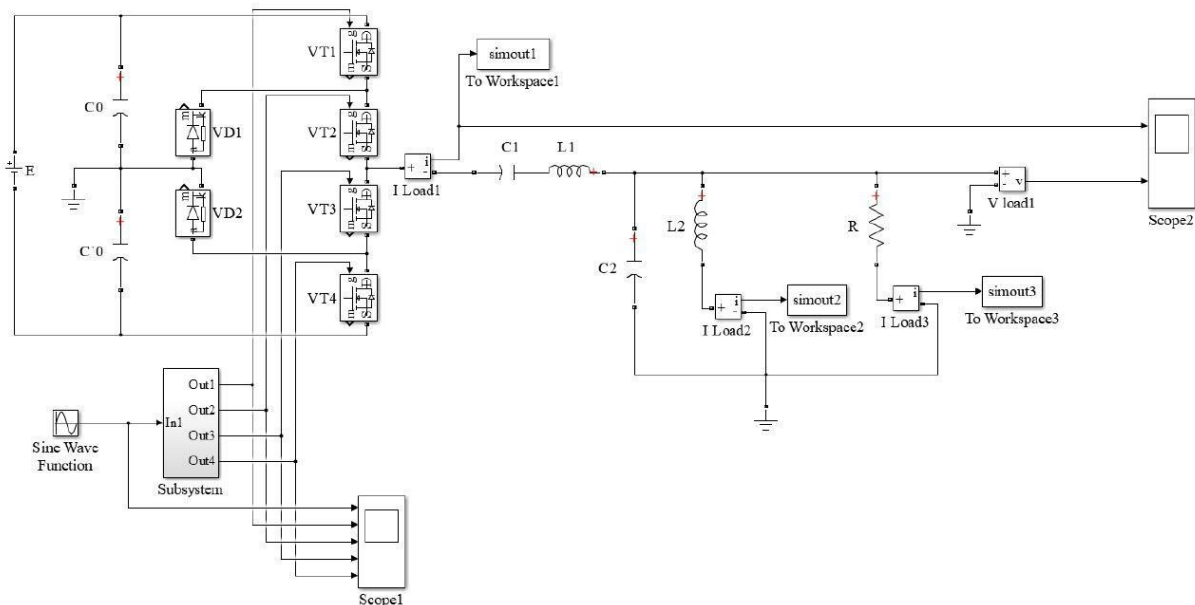 g
VT1
m
simout1
To Workspace1
C0
m
k
VD1
g
VT2
m
E
+
i
-
I Load1
C1
L1
+
-
v
V load1
Scope2
VD2
m
k
g
VT3
m
C`0
L2
R
C2
g
VT4
m
+
i
-
I Load2
simout2
To Workspace2
+
i
-
I Load3
simout3
To Workspace3
Sine Wave
Function
In1
Out1
Out2
Out3
Out4
Subsystem
Scope1